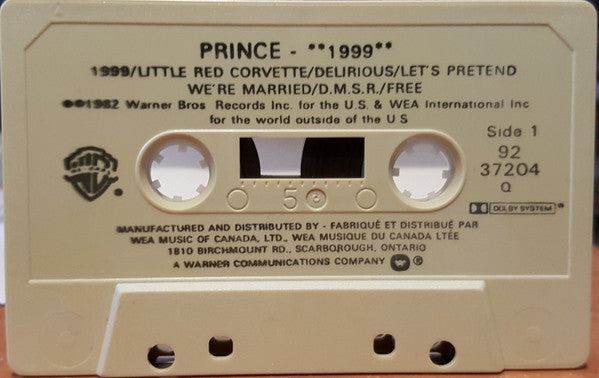 PRINCE - **1999**
1999/LITTLE RED CORVETTE/DELIRIOUS/LET'S PRETEND
WE'RE MARRIED/D.M.S.R./FREE
℗©1982 Warner Bros. Records Inc. for the U.S. & WEA International Inc
for the world outside of the U S
Side 1
92
37204
Q
5
DOLBY SYSTEM®
MANUFACTURED AND DISTRIBUTED BY - FABRIQUÉ ET DISTRIBUÉ PAR
WEA MUSIC OF CANADA, LTD., WEA MUSIQUE DU CANADA LTÉE
1810 BIRCHMOUNT RD., SCARBOROUGH, ONTARIO
A WARNER COMMUNICATIONS COMPANY ®